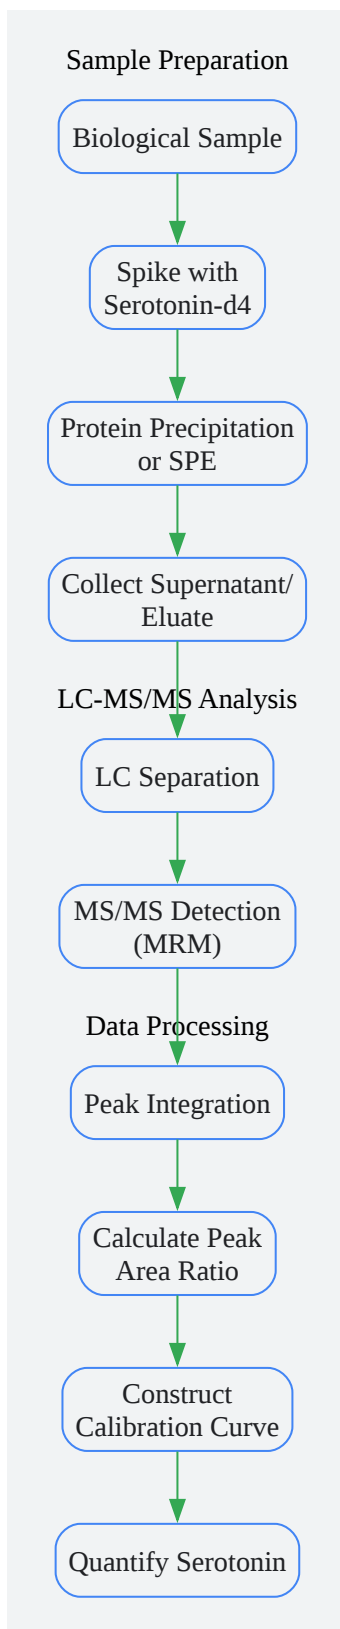 Sample Preparation
Biological Sample
Spike with
Serotonin-d4
Protein Precipitation
or SPE
Collect Supernatant/
Eluate
LC-MS/MS Analysis
LC Separation
MS/MS Detection
(MRM)
Data Processing
Peak Integration
Calculate Peak
Area Ratio
Construct
Calibration Curve
Quantify Serotonin